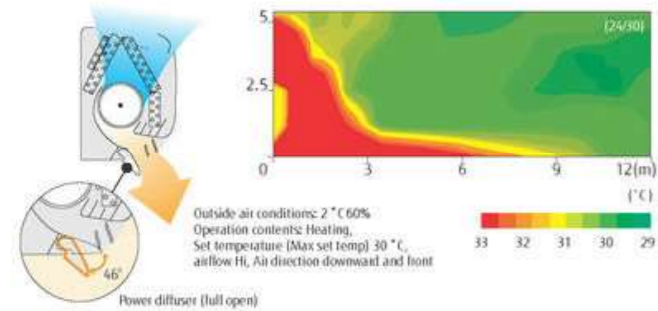 5.
(24/30)
2.5
0
3
6
9
12(m)
(°C)
Outside air conditions: 2 °C 60%
Operation contents: Heating,
Set temperature (Max set temp) 30 °C,
airflow Hi, Air direction downward and front
33 32 31 30 29
46°
Power diffuser (full open)